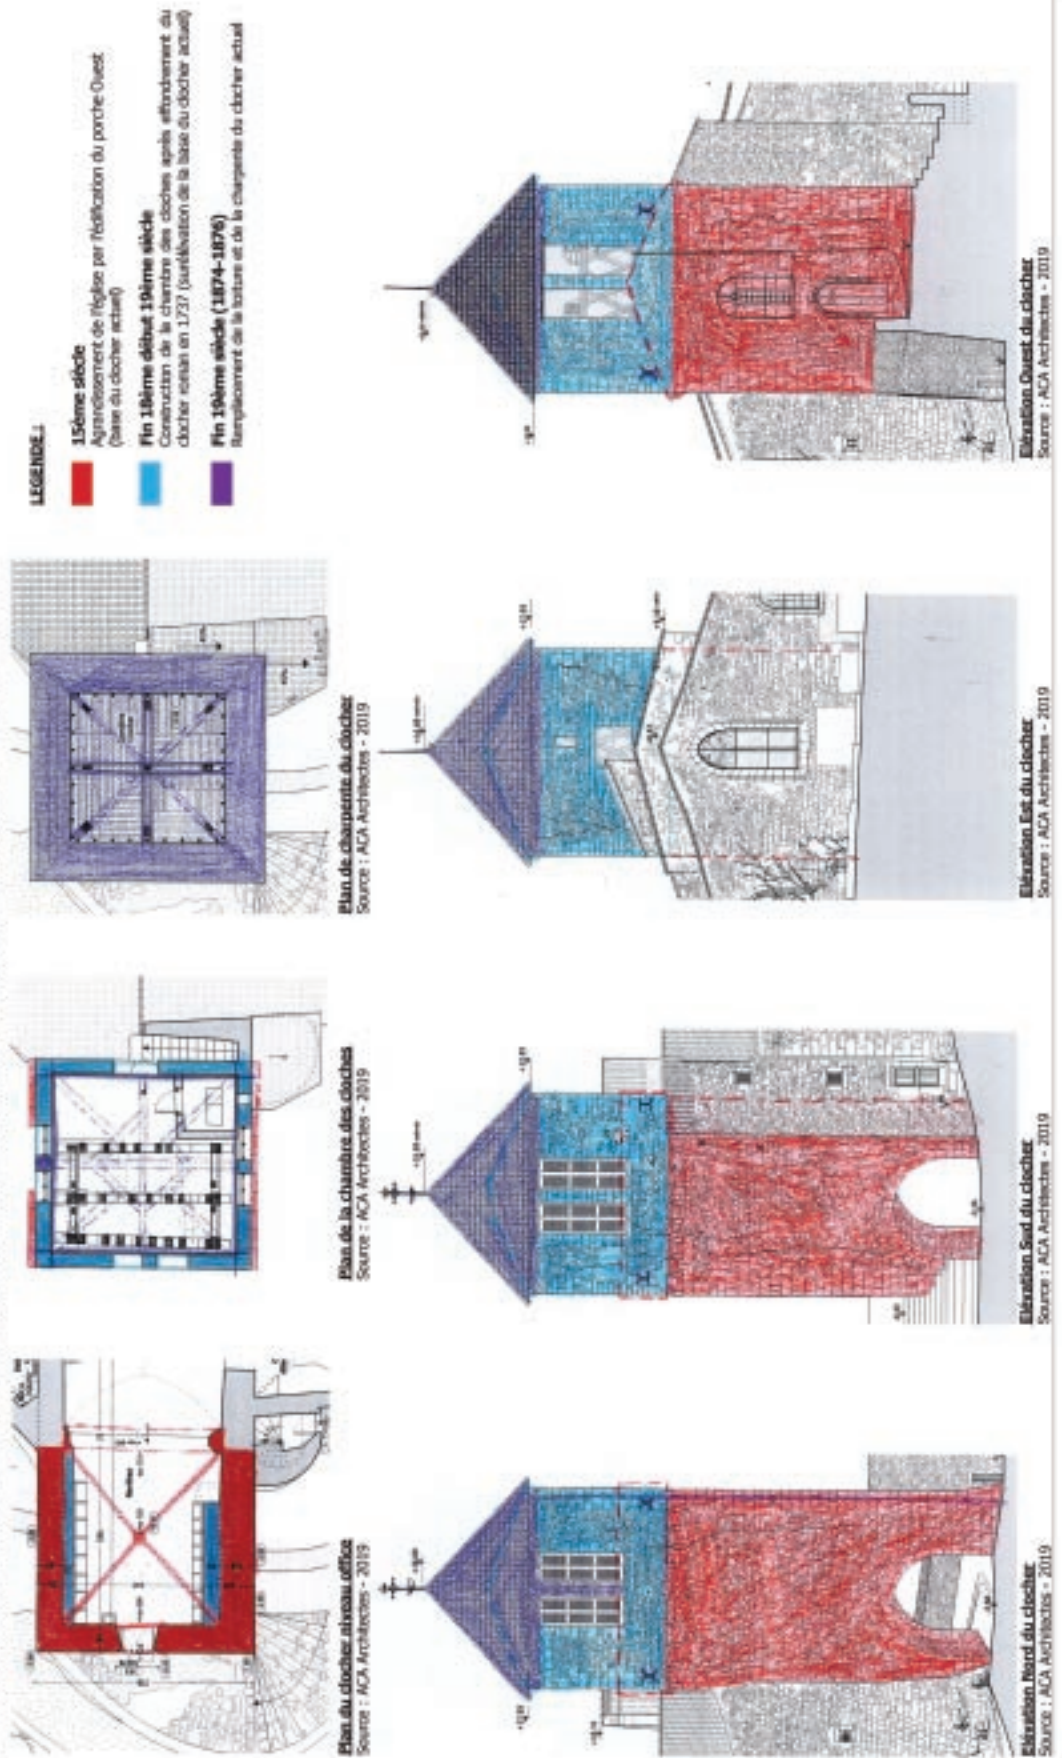 LEGENDE :
15ème siècle
Agrandissement de l'église par l'édification du porche Ouest
(base du clocher actuel)
Fin 18ème début 19ème siècle
Construction de la chambre des cloches après effondrement du
clocher roman en 1737 (surélévation de la base du clocher actuel)
Fin 19ème siècle (1874-1876)
Remplacement de la toiture et de la charpente du clocher actuel
Plan du clocher niveau office
Source : ACA Architectes - 2019
Plan de la chambre des cloches
Source : ACA Architectes - 2019
Plan de charpente du clocher
Source : ACA Architectes - 2019
Elévation Nord du clocher
Source : ACA Architectes - 2019
Elévation Sud du clocher
Source : ACA Architectes - 2019
Elévation Est du clocher
Source : ACA Architectes - 2019
Elévation Ouest du clocher
Source : ACA Architectes - 2019